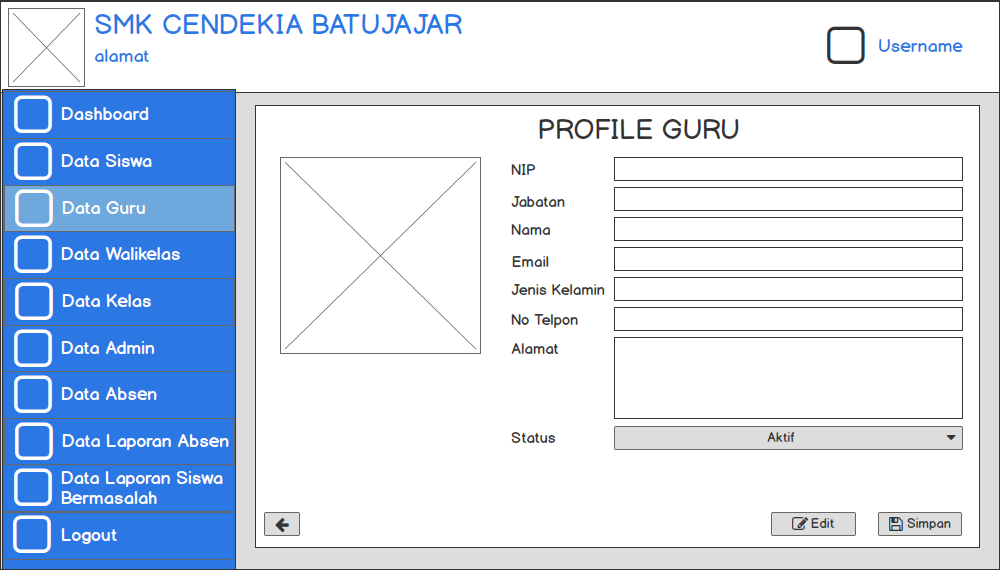 SMK CENDEKIA BATUJAJAR
alamat
Username
Dashboard
Data Siswa
Data Guru
Data Walikelas
Data Kelas
Data Admin
Data Absen
Data Laporan Absen
Data Laporan Siswa
Bermasalah
Logout
PROFILE GURU
NIP
Jabatan
Nama
Email
Jenis Kelamin
No Telpon
Alamat
Status
Aktif
Edit
Simpan